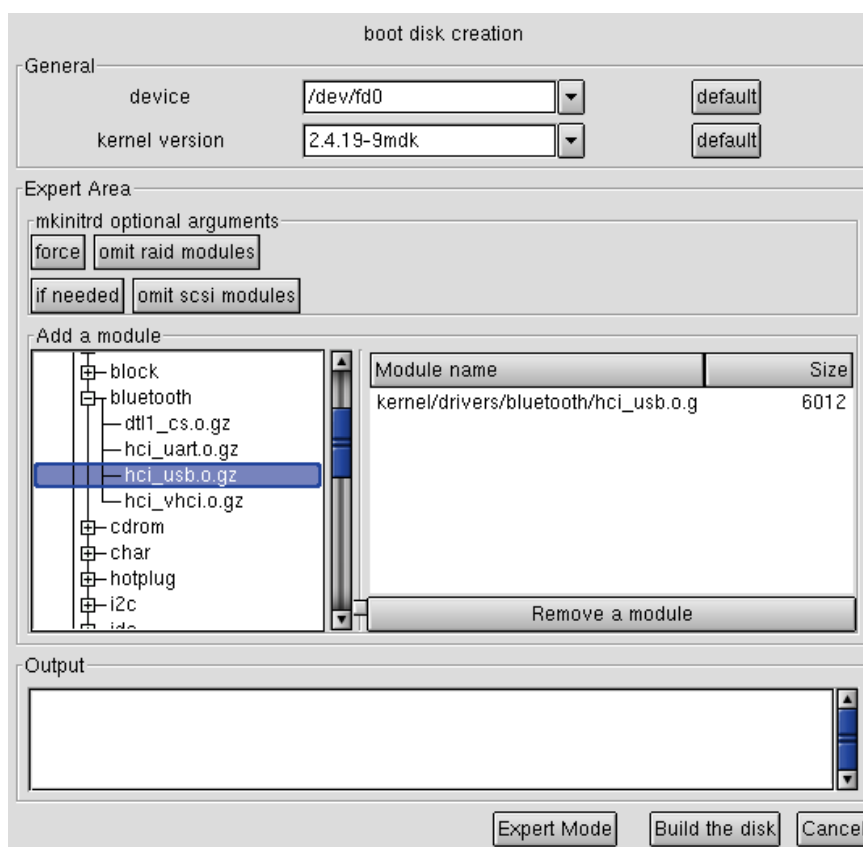 boot disk creation
General
device /dev/fd0 default
kernel version 2.4.19-9mdk default
Expert Area
mkinitrd optional arguments
force omit raid modules
if needed omit scsi modules
Add a module
block
bluetooth
dtl1_cs.o.gz
hci_uart.o.gz
hci_usb.o.gz
hci_vhci.o.gz
cdrom
char
hotplug
i2c
ide
Module name Size
kernel/drivers/bluetooth/hci_usb.o.g 6012
Remove a module
Output
Expert Mode Build the disk Cancel